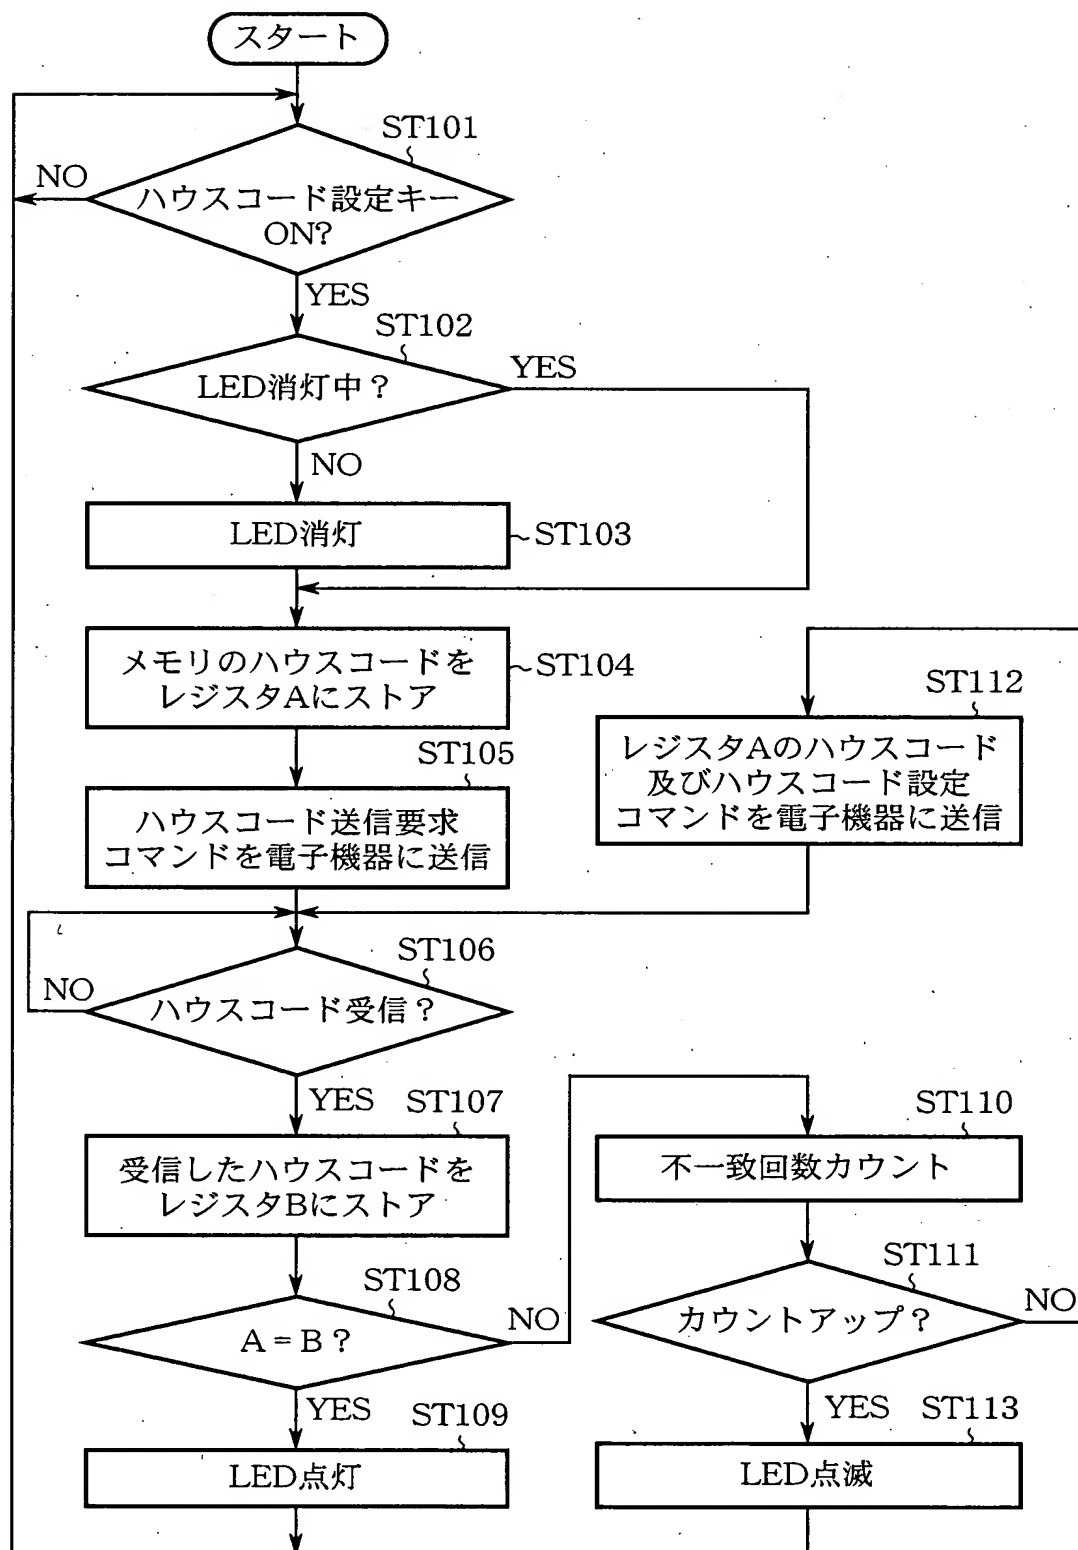 スタート
ST101
NO
ハウスコード設定キー
ON?
YES
ST102
LED消灯中？
YES
NO
LED消灯
ST103
メモリのハウスコードを
レジスタAにストア
ST104
ST105
ハウスコード送信要求
コマンドを電子機器に送信
ST112
レジスタAのハウスコード
及びハウスコード設定
コマンドを電子機器に送信
ST106
NO
ハウスコード受信？
YES
ST107
受信したハウスコードを
レジスタBにストア
ST108
A=B？
NO
YES
ST109
LED点灯
ST110
不一致回数カウント
ST111
カウントアップ？
NO
YES
ST113
LED点滅